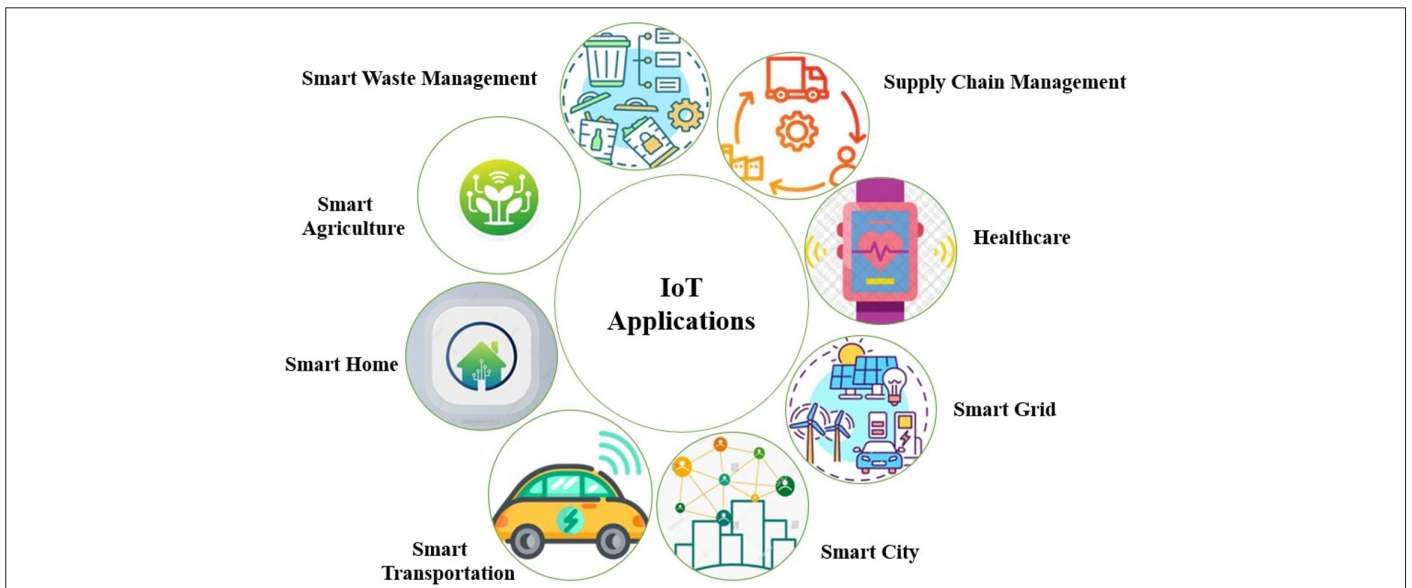 Smart Waste Management
Supply Chain Management
Smart
Agriculture
Healthcare
IoT
Applications
Smart Home
Smart Grid
Smart
Transportation
Smart City